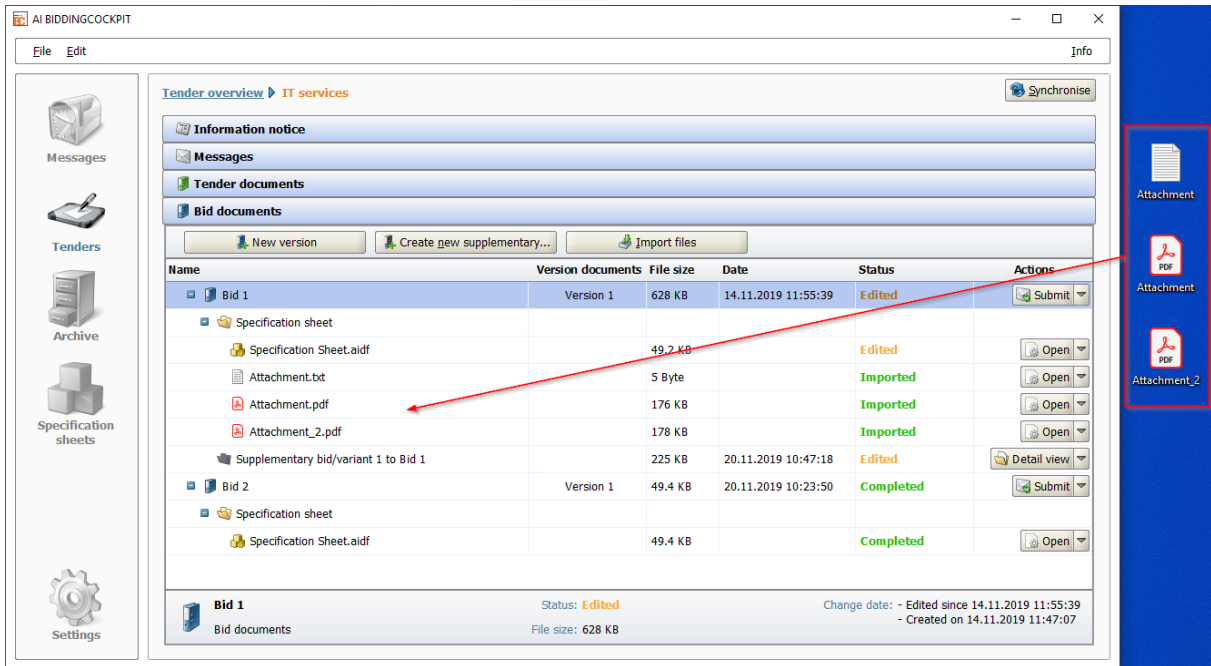 AI BIDDINGCOCKPIT
File Edit Info
Messages
Tenders
Archive
Specification
sheets
Settings
Tender overview IT services
Synchronise
Information notice
Messages
Tender documents
Bid documents
New version Create new supplementary... Import files
Name Version documents File size Date Status Actions
Bid 1 Version 1 628 KB 14.11.2019 11:55:39 Edited Submit
Specification sheet
Specification Sheet.aidf 49.2 KB Edited Open
Attachment.txt 5 Byte Imported Open
Attachment.pdf 176 KB Imported Open
Attachment_2.pdf 178 KB Imported Open
Supplementary bid/variant 1 to Bid 1 225 KB 20.11.2019 10:47:18 Edited Detail view
Bid 2 Version 1 49.4 KB 20.11.2019 10:23:50 Completed Submit
Specification sheet
Specification Sheet.aidf 49.4 KB Completed Open
Bid 1 Status: Edited Change date: - Edited since 14.11.2019 11:55:39
- Created on 14.11.2019 11:47:07
Bid documents File size: 628 KB
Attachment
PDF
Attachment
PDF
Attachment_2